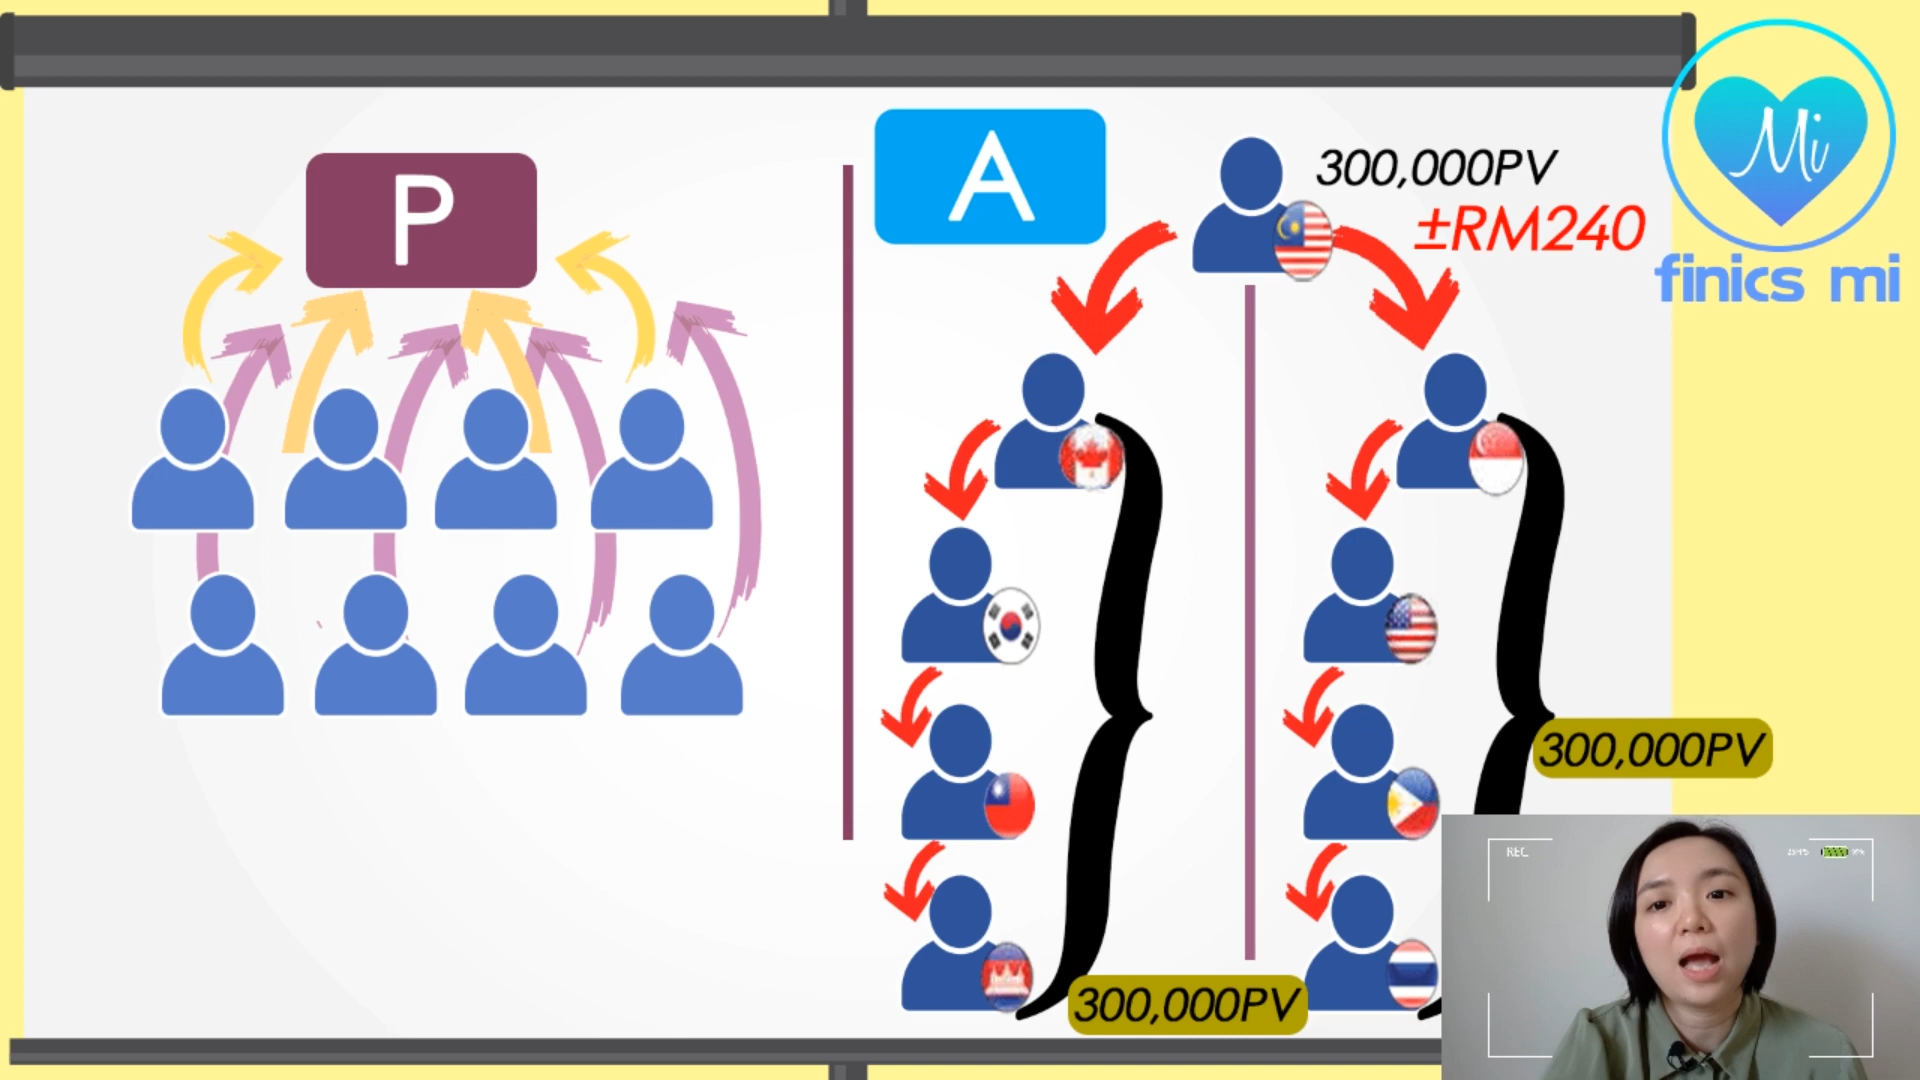 P
A
300,000PV
±RM240
Mi
finics mi
300,000PV
300,000PV
REC